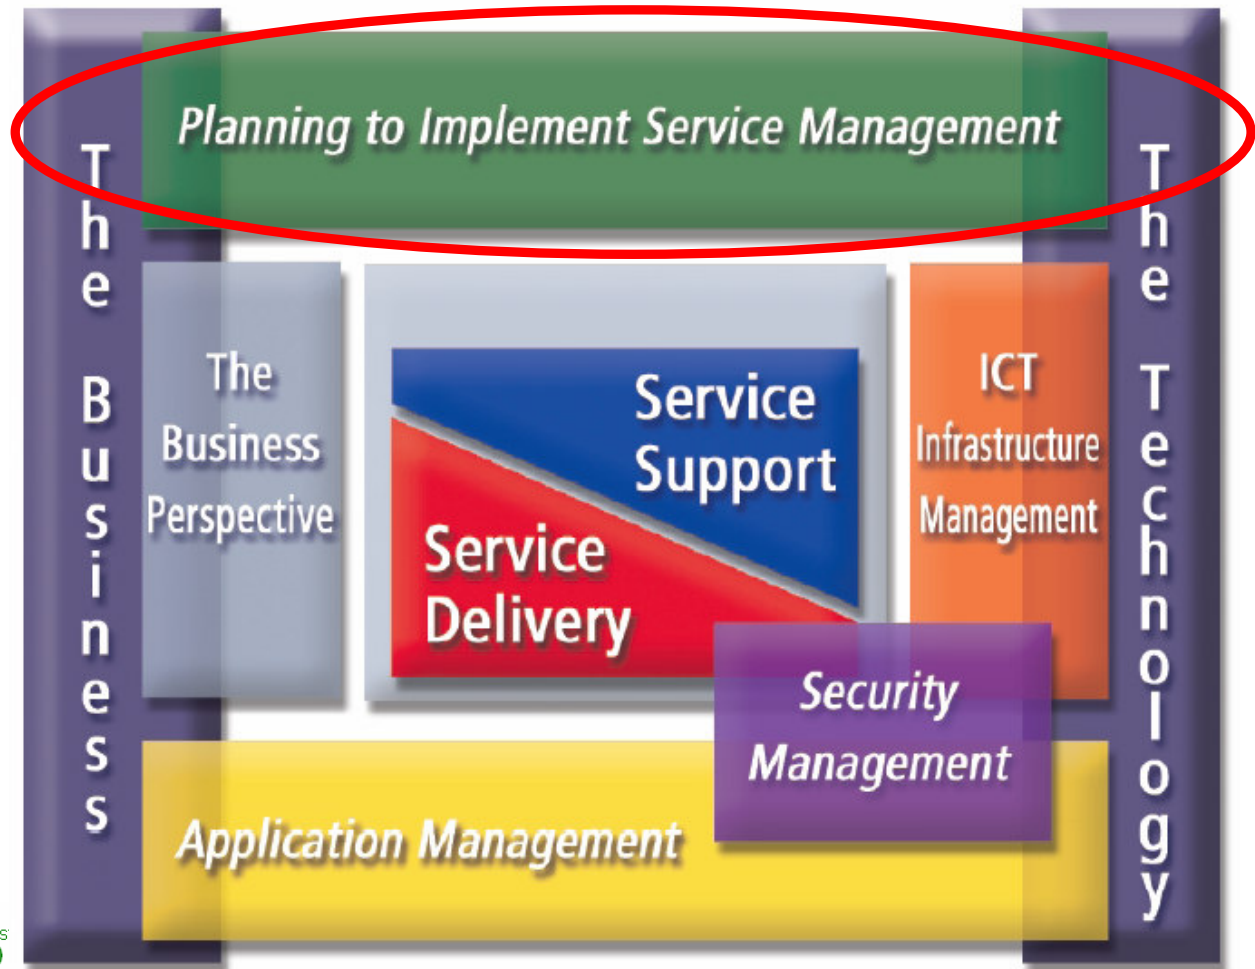 Planning to Implement Service Management
The Business
The
Business
Perspective
Service
Support
Service
Delivery
ICT
Infrastructure
Management
The Technology
Security
Management
Application Management
s